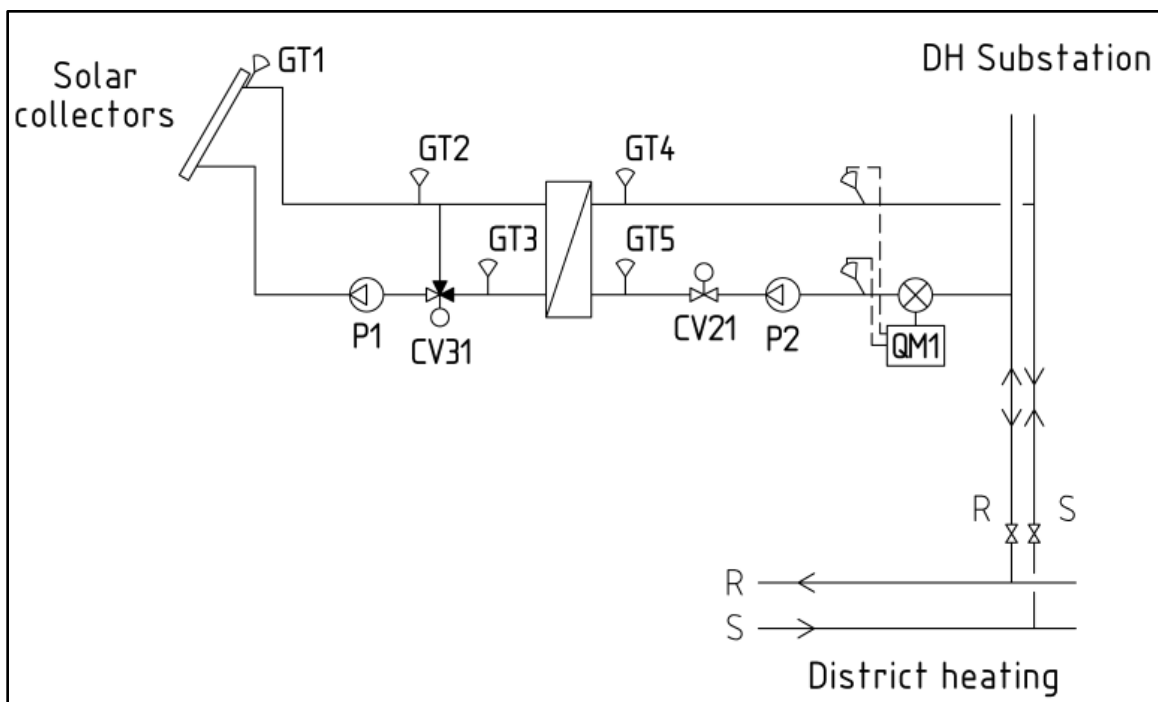 DH Substation
GT1
Solar
collectors
GT2
GT4
GT3
GT5
P1
CV31
CV21
P2
QM1
R
S
R
S
District heating